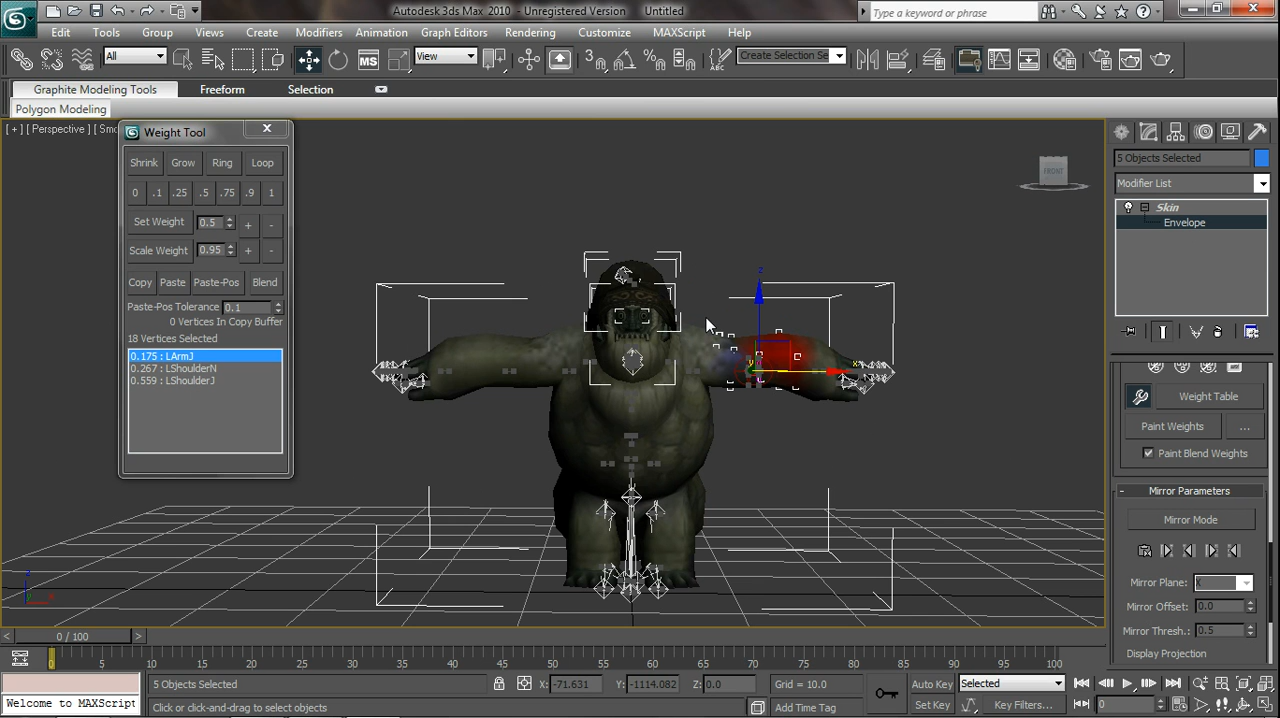 Autodesk 3ds Max 2010 - Unregistered Version Untitled
Type a keyword or phrase
Edit Tools Group Views Create Modifiers Animation Graph Editors Rendering Customize MAXScript Help
All View Create Selection Se
MS
ABC
Graphite Modeling Tools Freeform Selection
Polygon Modeling
[ + ] [ Perspective ] [ Smo
Weight Tool
Shrink Grow Ring Loop
0 .1 .25 .5 .75 .9 1
Set Weight 0.5 + -
Scale Weight 0.95 + -
Copy Paste Paste-Pos Blend
Paste-Pos Tolerance 0.1
0 Vertices In Copy Buffer
18 Vertices Selected
0.175 : LArmJ
0.267 : LShoulderN
0.559 : LShoulderJ
FRONT
z
x
5 Objects Selected
Modifier List
Skin
Envelope
Weight Table
Paint Weights ...
Paint Blend Weights
- Mirror Parameters
Mirror Mode
Mirror Plane: X
Mirror Offset: 0.0
Mirror Thresh.: 0.5
Display Projection
< 0 / 100 >
0 5 10 15 20 25 30 35 40 45 50 55 60 65 70 75 80 85 90 95 100
5 Objects Selected X: -71.631 Y: -1114.082 Z: 0.0 Grid = 10.0 Auto Key Selected
Welcome to MAXScript Click or click-and-drag to select objects Add Time Tag Set Key Key Filters... 0